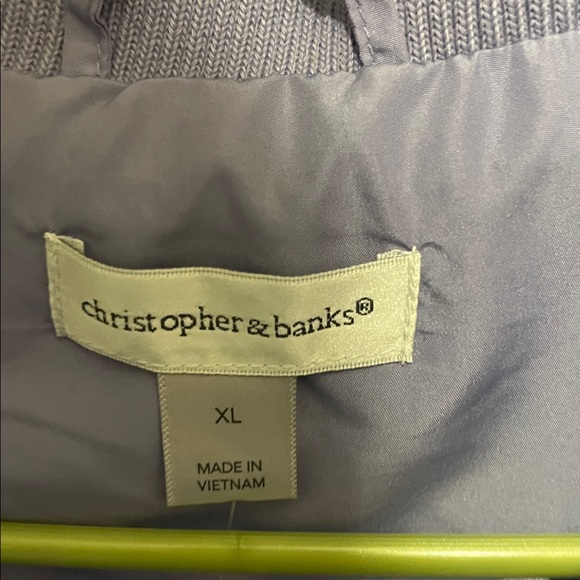 christopher & banks®
XL
MADE IN
VIETNAM